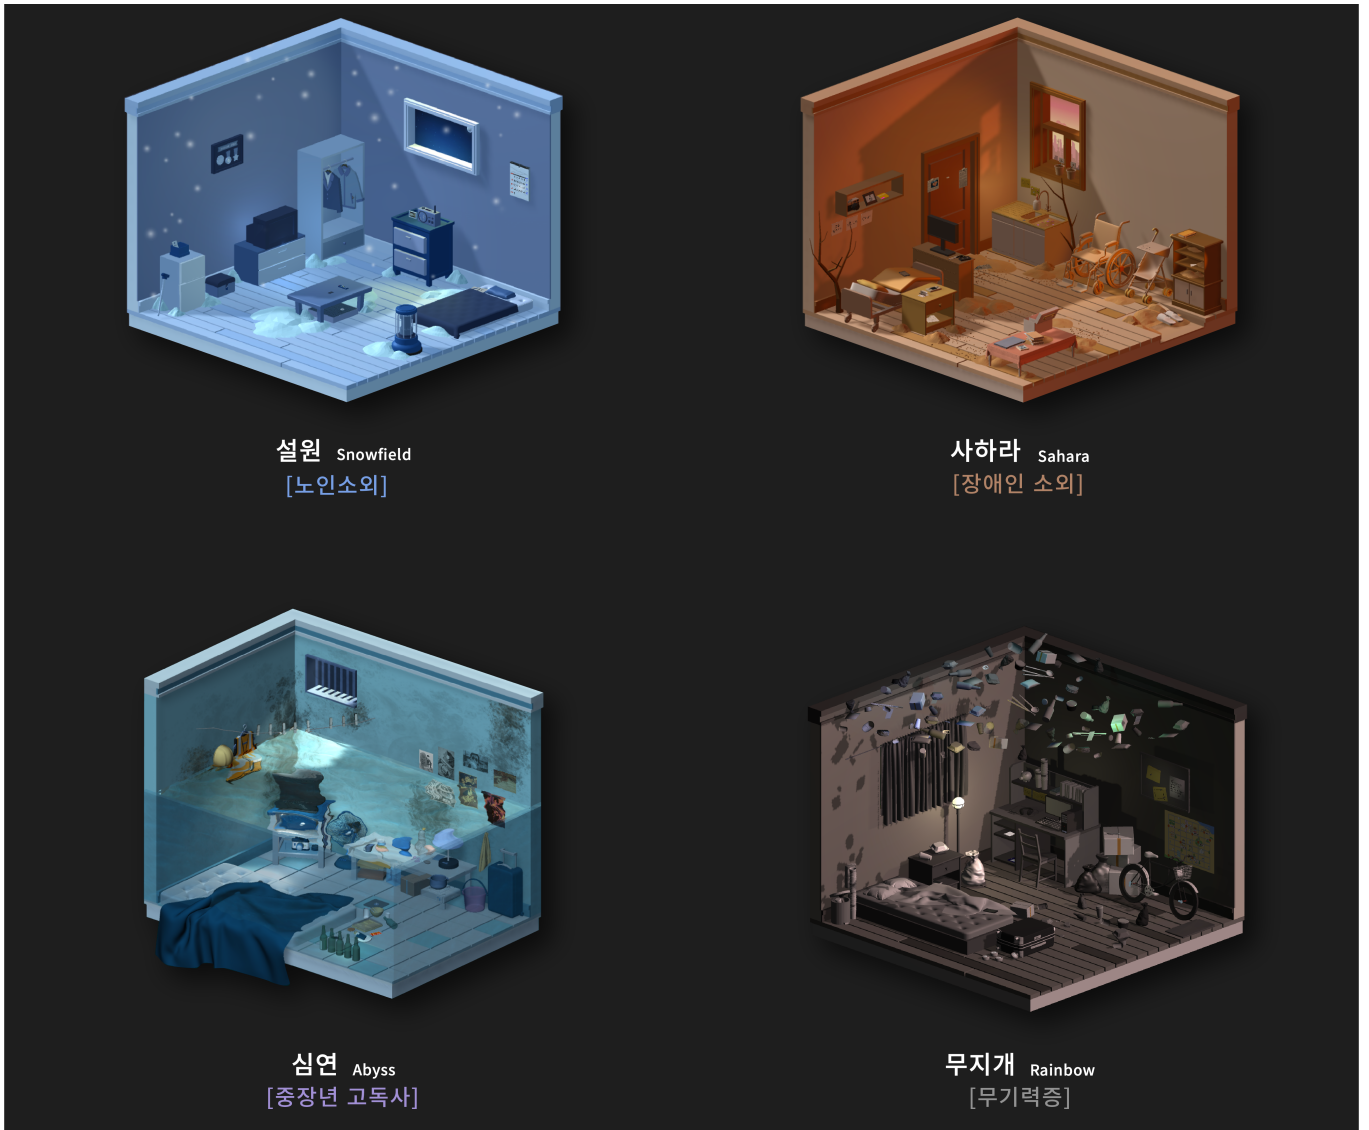 설원 Snowfield
[노인소외]
사하라 Sahara
[장애인 소외]
심연 Abyss
[중장년 고독사]
무지개 Rainbow
[무기력증]